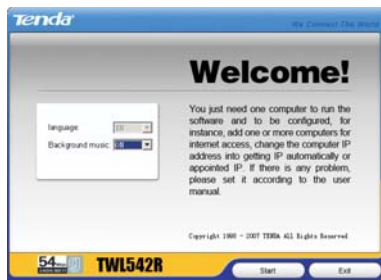 Tenda
We Connect The World
Welcome!
language:
Background music:
You just need one computer to run the
software and to be configured, for
instance, add one or more computers for
internet access, change the computer IP
address into getting IP automatically or
appointed IP. If there is any problem,
please set it according to the user
manual.
Copyright 1998 - 2007 TENDA ALL Rights Reserved
54
TWL542R
Start
Exit